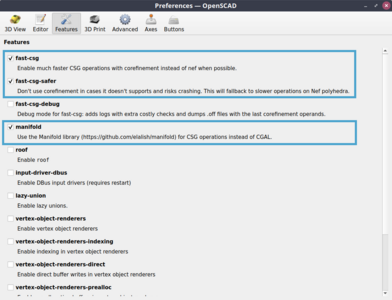 Preferences — OpenSCAD
3D View Editor Features 3D Print Advanced Axes Buttons
Features
fast-csg
Enable much faster CSG operations with corefinement instead of nef when possible.
fast-csg-safer
Don't use corefinement in cases it doesn't supports and risks crashing. This will fallback to slower operations on Nef polyhedra.
fast-csg-debug
Debug mode for fast-csg: adds logs with extra costly checks and dumps .off files with the last corefinement operands.
manifold
Use the Manifold library (https://github.com/elalish/manifold) for CSG operations instead of CGAL.
roof
Enable roof
input-driver-dbus
Enable DBus input drivers (requires restart)
lazy-union
Enable lazy unions.
vertex-object-renderers
Enable vertex object renderers
vertex-object-renderers-indexing
Enable indexing in vertex object renderers
vertex-object-renderers-direct
Enable direct buffer writes in vertex object renderers
vertex-object-renderers-prealloc